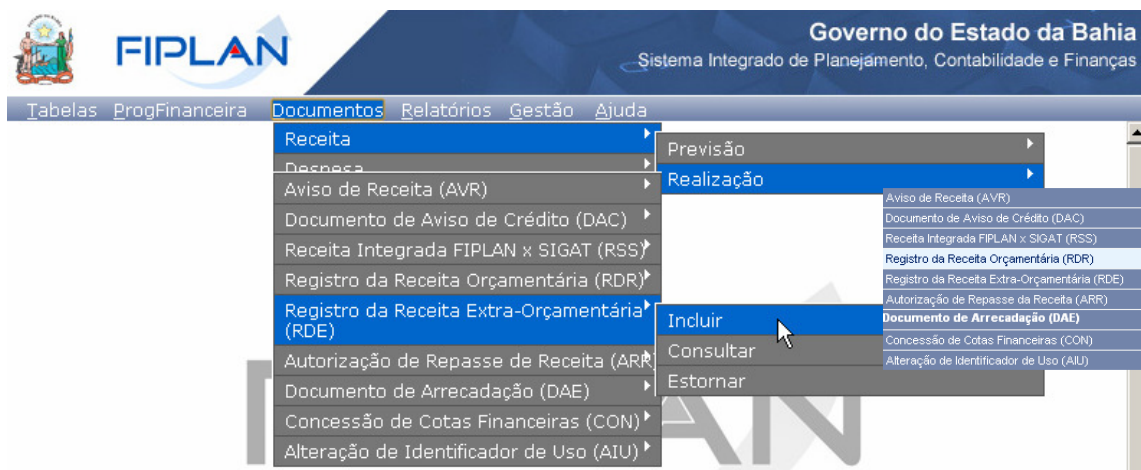 FIPLAN
Governo do Estado da Bahia
Sistema Integrado de Planejamento, Contabilidade e Finanças
Tabelas ProgFinanceira Documentos Relatórios Gestão Ajuda
Receita
Despesa
Previsão
Realização
Aviso de Receita (AVR)
Documento de Aviso de Crédito (DAC)
Receita Integrada FIPLAN x SIGAT (RSS)
Registro da Receita Orçamentária (RDR)
Registro da Receita Extra-Orçamentária
(RDE)
Autorização de Repasse de Receita (ARR
Documento de Arrecadação (DAE)
Concessão de Cotas Financeiras (CON)
Alteração de Identificador de Uso (AIU)
Incluir
Consultar
Estornar
Aviso de Receita (AVR)
Documento de Aviso de Crédito (DAC)
Receita Integrada FIPLAN x SIGAT (RSS)
Registro da Receita Orçamentária (RDR)
Registro da Receita Extra-Orçamentária (RDE)
Autorização de Repasse da Receita (ARR)
Documento de Arrecadação (DAE)
Concessão de Cotas Financeiras (CON)
Alteração de Identificador de Uso (AIU)